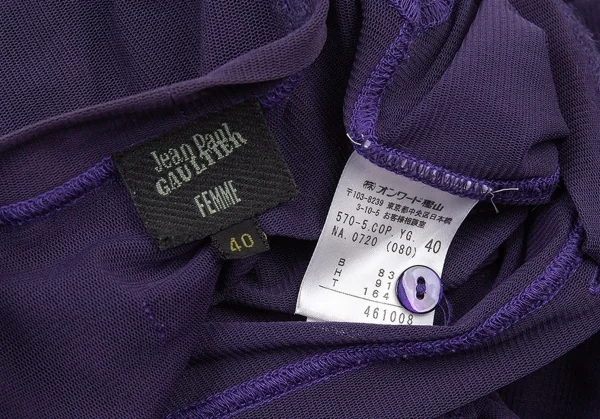 Jean Paul
GAULTIER
FEMME
40
(株)オンワード樫山
〒103-8239 東京都中央区日本橋
3-10-5 お客様相談室
570-5.COP.YG. 40
NA.0720 (080)
B 83
H 91
T 164
461008